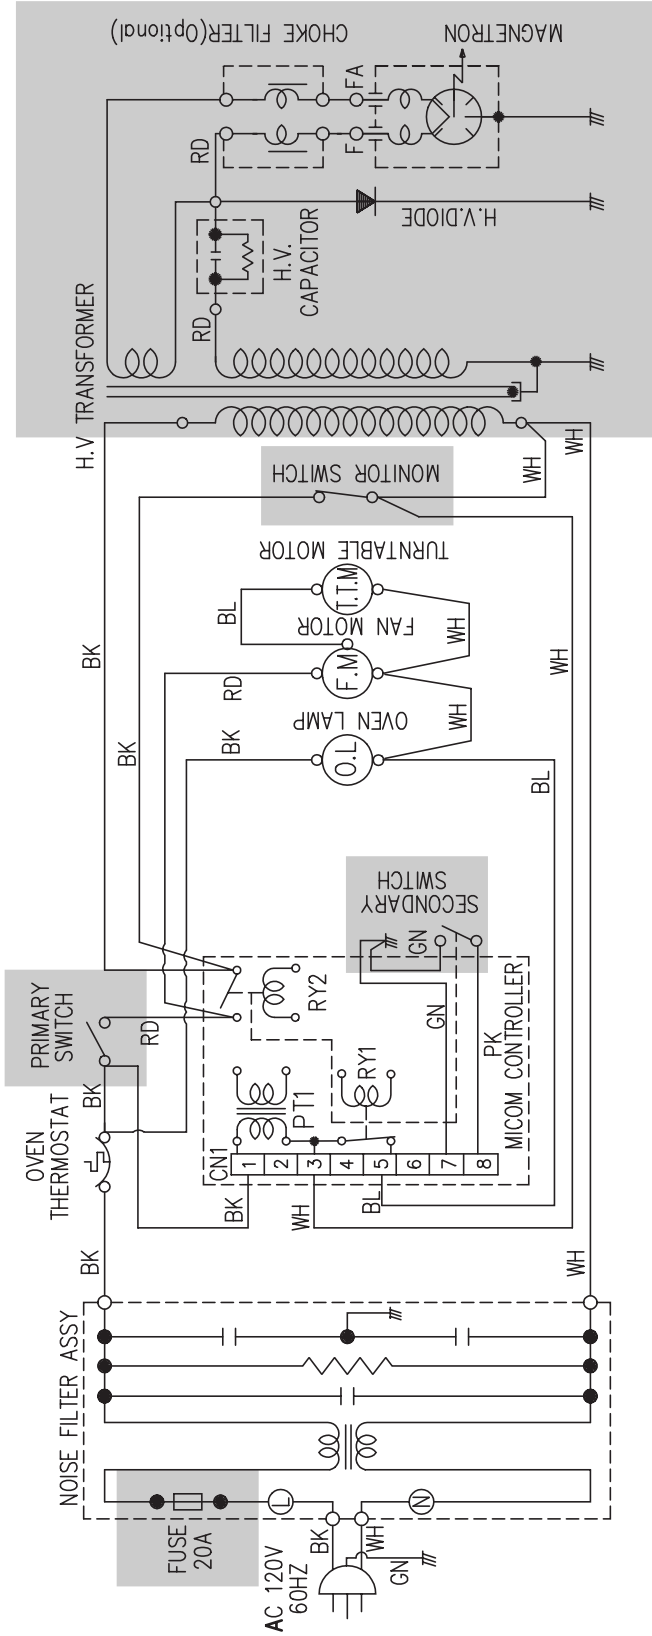 CHOKE FILTER(Optional)
MAGNETRON
FA
F
RD
H.V.DIODE
H.V.
CAPACITOR
RD
H.V TRANSFORMER
WH
WH
MONITOR SWITCH
TURNTABLE MOTOR
T.T.M
BL
FAN MOTOR
WH
BK
F.M
RD
WH
OVEN LAMP
WH
BK
BK
O.L
BL
SECONDARY
SWITCH
GN
PRIMARY
SWITCH
RD
RY2
GN
PK
MICOM CONTROLLER
RY1
PT1
BK
OVEN
THERMOSTAT
CN1
1
2
3
4
5
6
7
8
BK
WH
BL
BK
WH
NOISE FILTER ASSY
FUSE
20A
L
N
BK
WH
GN
AC 120V
60HZ